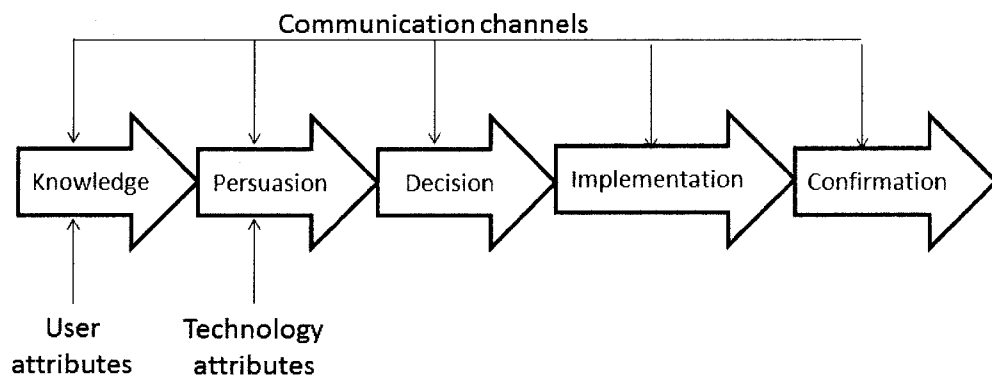 Communication channels
Knowledge
Persuasion
Decision
Implementation
Confirmation
User
attributes
Technology
attributes